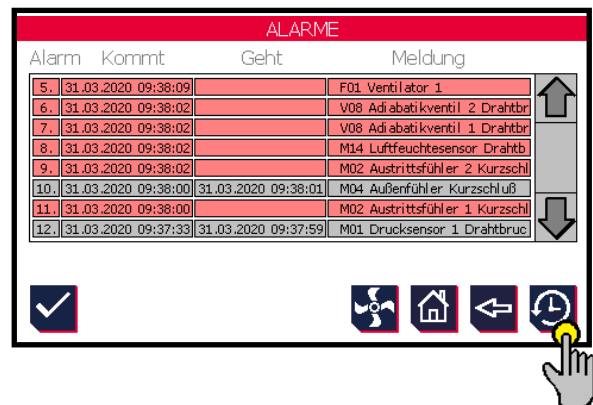 ALARME
Alarm Kommt Geht Meldung
5. 31.03.2020 09:38:09 F01 Ventilator 1
6. 31.03.2020 09:38:02 V08 Adiabatikventil 2 Drahtbr
7. 31.03.2020 09:38:02 V08 Adiabatikventil 1 Drahtbr
8. 31.03.2020 09:38:02 M14 Luftfeuchtesensor Drahtb
9. 31.03.2020 09:38:02 M02 Austrittsfühler 2 Kurzschl
10. 31.03.2020 09:38:00 31.03.2020 09:38:01 M04 Außenfühler Kurzschluß
11. 31.03.2020 09:38:00 M02 Austrittsfühler 1 Kurzschl
12. 31.03.2020 09:37:33 31.03.2020 09:37:59 M01 Drucksensor 1 Drahtbruc